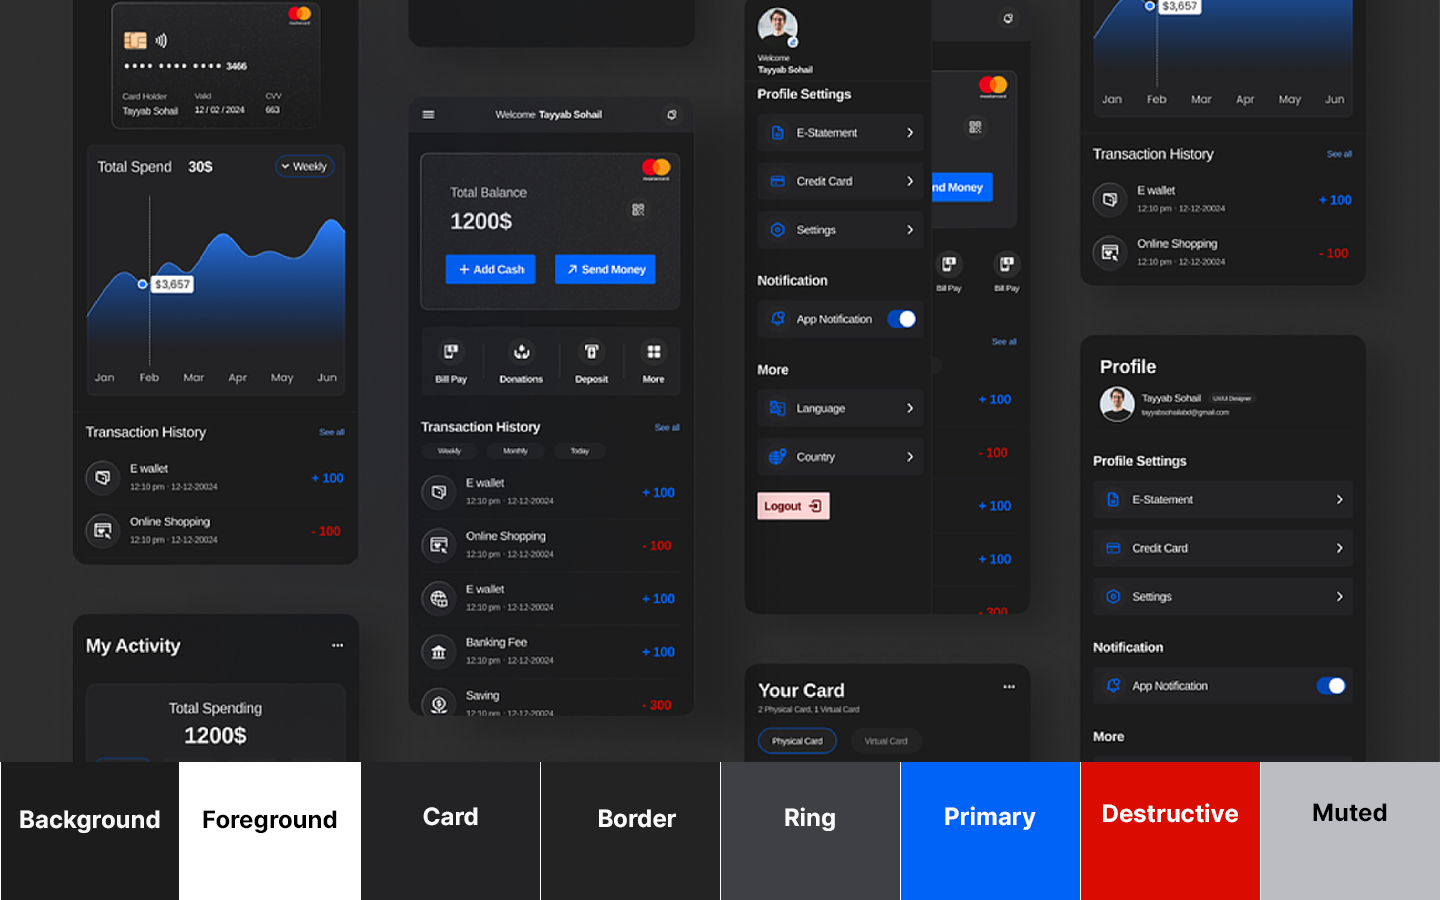 mastercard
•••• •••• •••• 3466
Card Holder Valid CVV
Tayyab Sohail 12 / 02 / 2024 663
Total Spend 30$ Weekly
$3,657
Jan Feb Mar Apr May Jun
Transaction History See all
E wallet
12:10 pm · 12-12-20024
+ 100
Online Shopping
12:10 pm · 12-12-20024
- 100
My Activity
Total Spending
1200$
Welcome Tayyab Sohail
mastercard
Total Balance
1200$
+ Add Cash Send Money
Bill Pay Donations Deposit More
Transaction History See all
Weekly Monthly Today
E wallet
12:10 pm · 12-12-20024
+ 100
Online Shopping
12:10 pm · 12-12-20024
- 100
E wallet
12:10 pm · 12-12-20024
+ 100
Banking Fee
12:10 pm · 12-12-20024
+ 100
Saving
12:10 pm · 12-12-20024
- 300
Welcome
Tayyab Sohail
Profile Settings
E-Statement
Credit Card
Settings
Notification
App Notification
More
Language
Country
Logout
mastercard
nd Money
Bill Pay Bill Pay
See all
+ 100
- 100
+ 100
+ 100
- 300
Your Card
2 Physical Card, 1 Virtual Card
Physical Card Virtual Card
$3,657
Jan Feb Mar Apr May Jun
Transaction History See all
E wallet
12:10 pm · 12-12-20024
+ 100
Online Shopping
12:10 pm · 12-12-20024
- 100
Profile
Tayyab Sohail UX/UI Designer
tayyabsohailabd@gmail.com
Profile Settings
E-Statement
Credit Card
Settings
Notification
App Notification
More
Background Foreground Card Border Ring Primary Destructive Muted